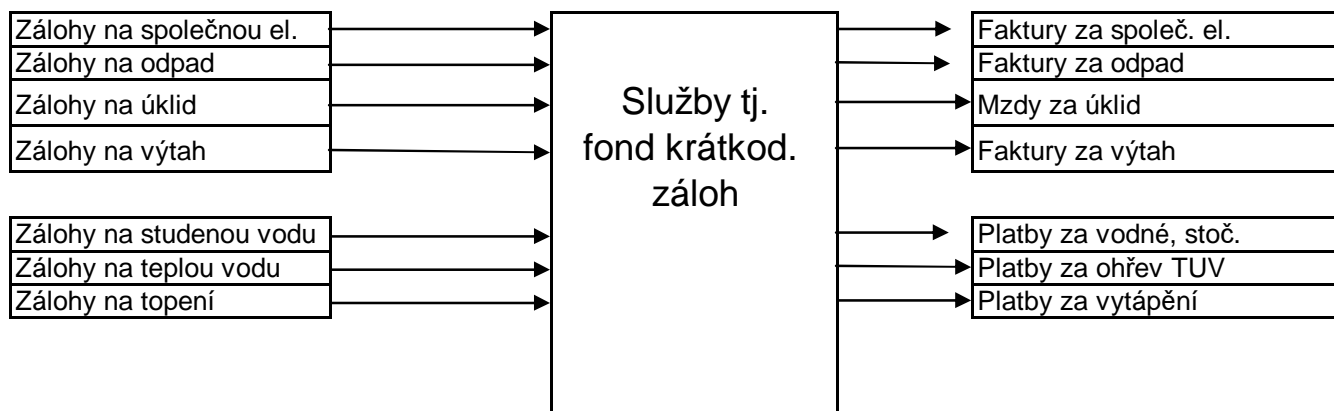 Zálohy na společnou el.
Zálohy na odpad
Zálohy na úklid
Zálohy na výtah
Zálohy na studenou vodu
Zálohy na teplou vodu
Zálohy na topení
Služby tj.
fond krátkod.
záloh
Faktury za společ. el.
Faktury za odpad
Mzdy za úklid
Faktury za výtah
Platby za vodné, stoč.
Platby za ohřev TUV
Platby za vytápění